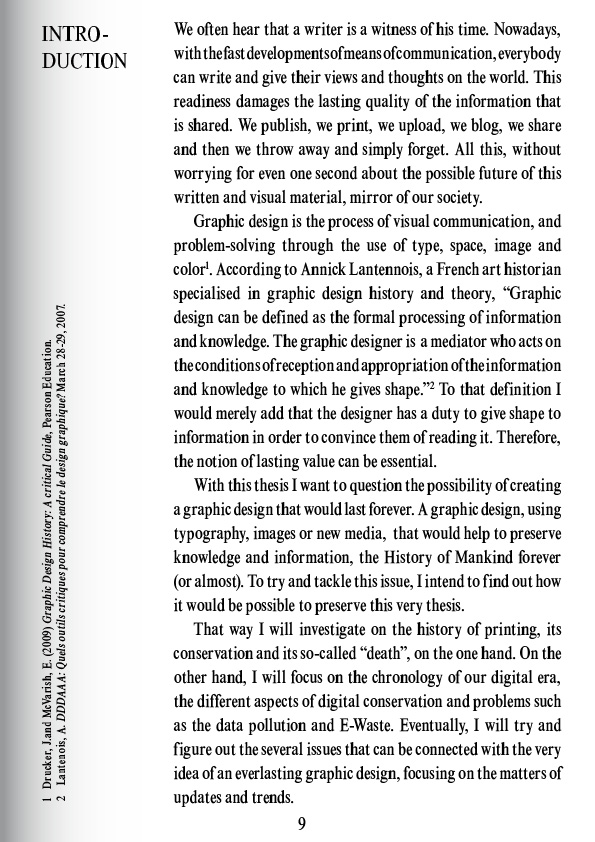 INTRO-
DUCTION
We often hear that a writer is a witness of his time. Nowadays,
with the fast developments of means of communication, everybody
can write and give their views and thoughts on the world. This
readiness damages the lasting quality of the information that
is shared. We publish, we print, we upload, we blog, we share
and then we throw away and simply forget. All this, without
worrying for even one second about the possible future of this
written and visual material, mirror of our society.
Graphic design is the process of visual communication, and
problem-solving through the use of type, space, image and
color¹. According to Annick Lantennois, a French art historian
specialised in graphic design history and theory, “Graphic
design can be defined as the formal processing of information
and knowledge. The graphic designer is a mediator who acts on
the conditions of reception and appropriation of the information
and knowledge to which he gives shape.”² To that definition I
would merely add that the designer has a duty to give shape to
information in order to convince them of reading it. Therefore,
the notion of lasting value can be essential.
With this thesis I want to question the possibility of creating
a graphic design that would last forever. A graphic design, using
typography, images or new media, that would help to preserve
knowledge and information, the History of Mankind forever
(or almost). To try and tackle this issue, I intend to find out how
it would be possible to preserve this very thesis.
That way I will investigate on the history of printing, its
conservation and its so-called “death”, on the one hand. On the
other hand, I will focus on the chronology of our digital era,
the different aspects of digital conservation and problems such
as the data pollution and E-Waste. Eventually, I will try and
figure out the several issues that can be connected with the very
idea of an everlasting graphic design, focusing on the matters of
updates and trends.
1 Drucker, J.and McVarish, E. (2009) Graphic Design History: A critical Guide, Pearson Education.
2 Lantenois, A. DDDAAA: Quels outils critiques pour comprendre le design graphique? March 28-29, 2007.
9